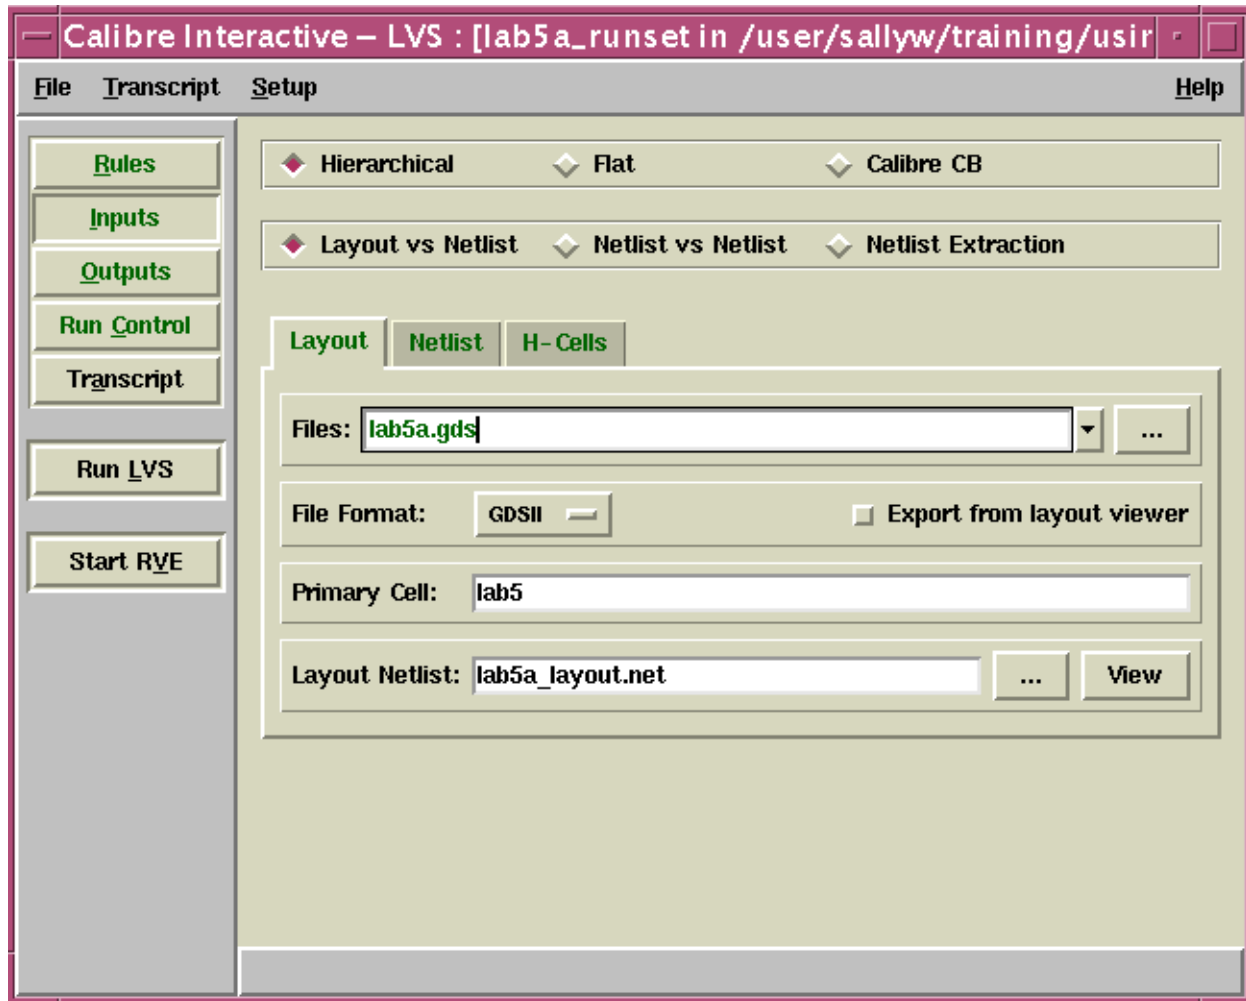 Calibre Interactive – LVS : [lab5a_runset in /user/sallyw/training/usir
File Transcript Setup Help
Rules
Inputs
Outputs
Run Control
Transcript
Run LVS
Start RVE
Hierarchical Flat Calibre CB
Layout vs Netlist Netlist vs Netlist Netlist Extraction
Layout Netlist H-Cells
Files: lab5a.gds ...
File Format: GDSII Export from layout viewer
Primary Cell: lab5
Layout Netlist: lab5a_layout.net ... View